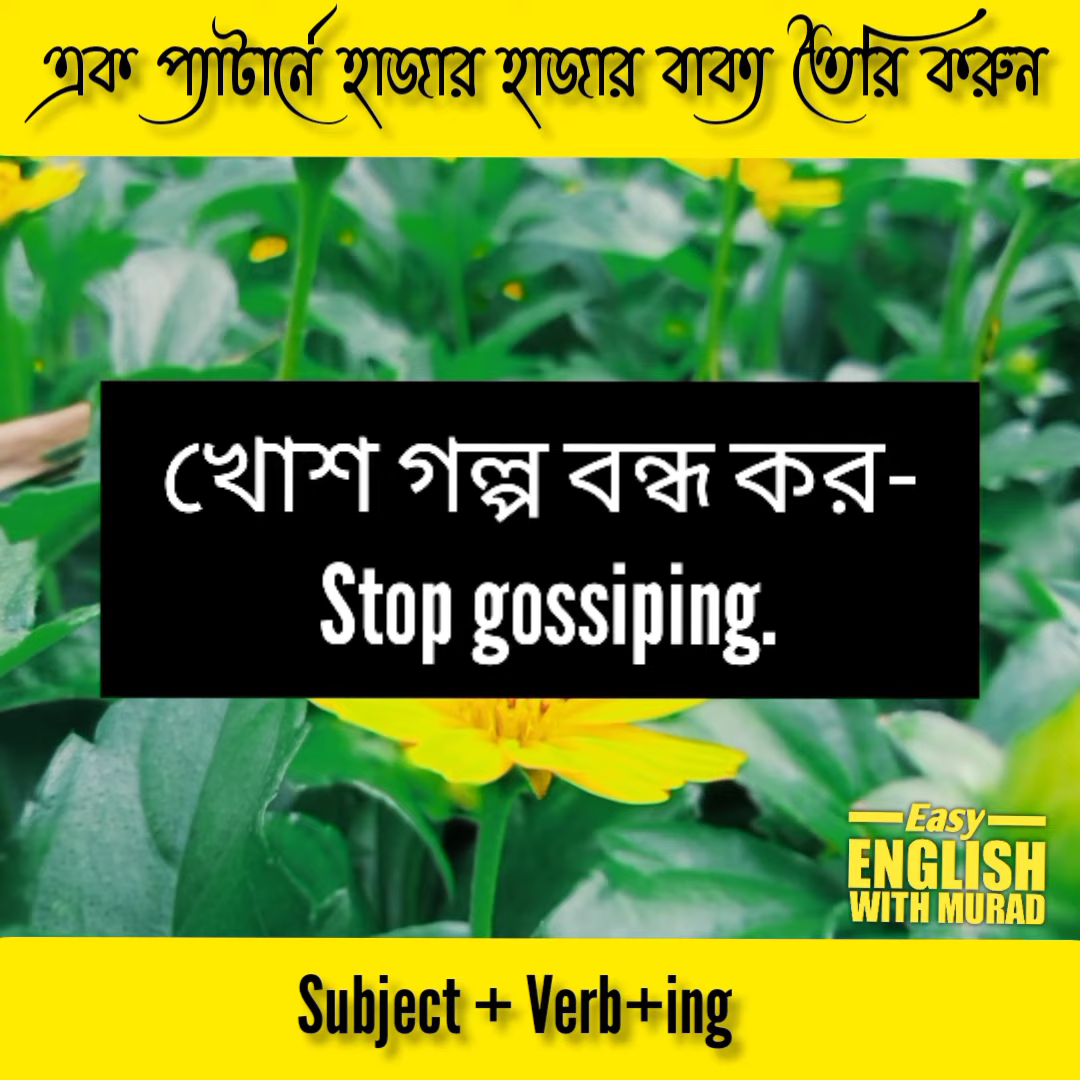 এক প্যাটার্নে হাজার হাজার বাক্য তৈরি করুন
খোশ গল্প বন্ধ কর-
Stop gossiping.
Easy
ENGLISH
WITH MURAD
Subject + Verb+ing